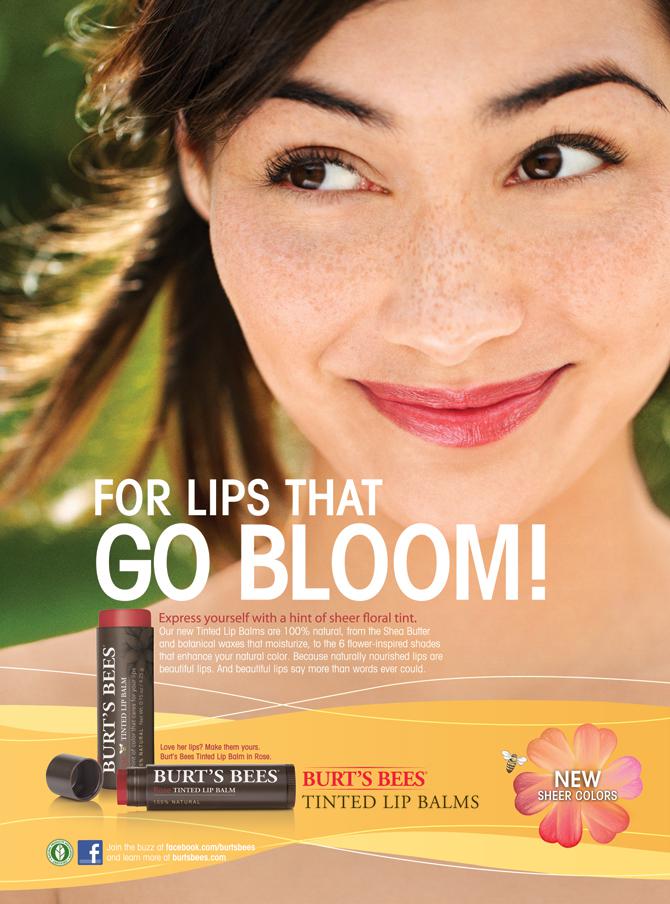 FOR LIPS THAT
GO BLOOM!
Express yourself with a hint of sheer floral tint.
Our new Tinted Lip Balms are 100% natural, from the Shea Butter
and botanical waxes that moisturize, to the 6 flower-inspired shades
that enhance your natural color. Because naturally nourished lips are
beautiful lips. And beautiful lips say more than words ever could.
BURT'S BEES
TINTED LIP BALM
Love her lips? Make them yours.
Burt's Bees Tinted Lip Balm in Rose.
BURT'S BEES
Rose TINTED LIP BALM
100% NATURAL
BURT'S BEES®
TINTED LIP BALMS
NEW
SHEER COLORS
f
Join the buzz at facebook.com/burtsbees
and learn more at burtsbees.com